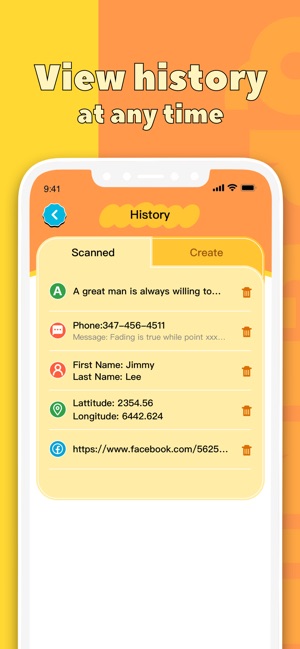 View history
at any time
9:41
History
Scanned
Create
A great man is always willing to...
Phone:347-456-4511
Message: Fading is true while point xxx...
First Name: Jimmy
Last Name: Lee
Lattitude: 2354.56
Longitude: 6442.624
https://www.facebook.com/5625...